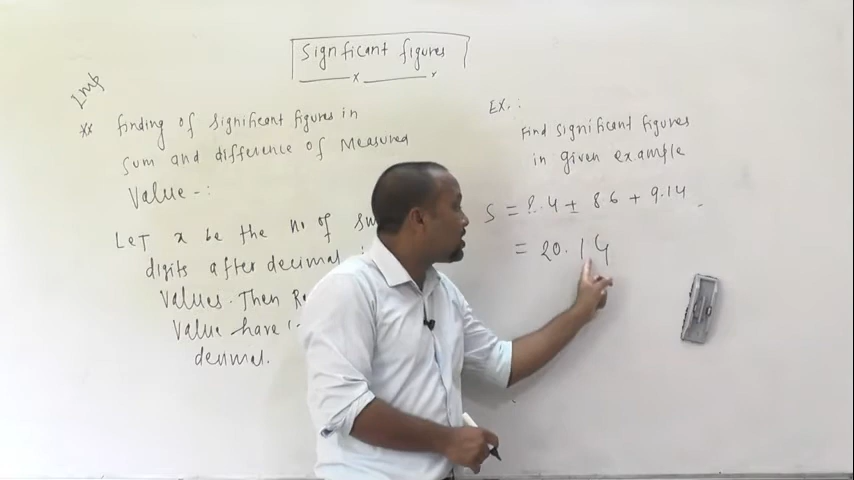 Significant figures
Imp
** finding of significant figures in
sum and difference of Measured
Value -:
Let x be the no of
digits after decimal
Values. Then
Value have
decimal.
Ex.:
Find significant figures
in given example
S = 2.4 + 8.6 + 9.14
= 20.14